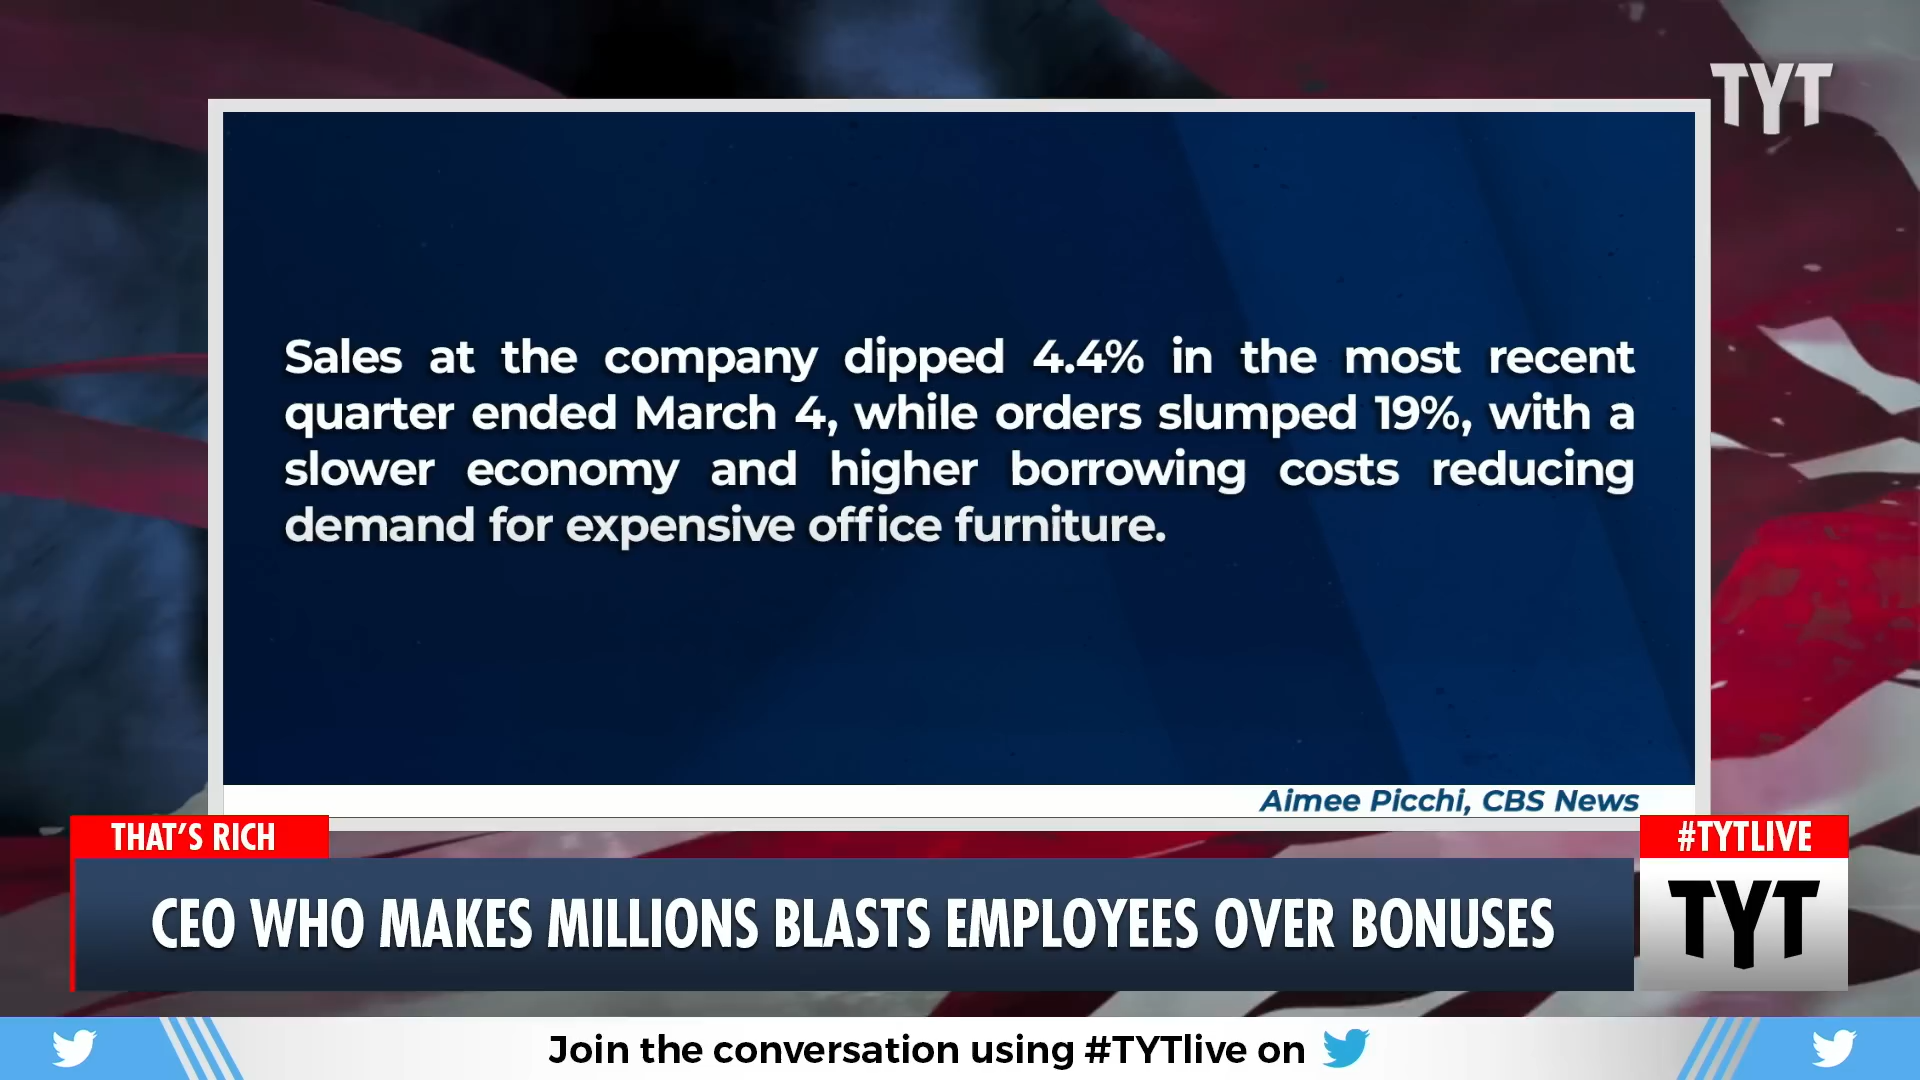 TYT
Sales at the company dipped 4.4% in the most recent
quarter ended March 4, while orders slumped 19%, with a
slower economy and higher borrowing costs reducing
demand for expensive office furniture.
Aimee Picchi, CBS News
THAT'S RICH
#TYTLIVE
CEO WHO MAKES MILLIONS BLASTS EMPLOYEES OVER BONUSES
TYT
Join the conversation using #TYTlive on